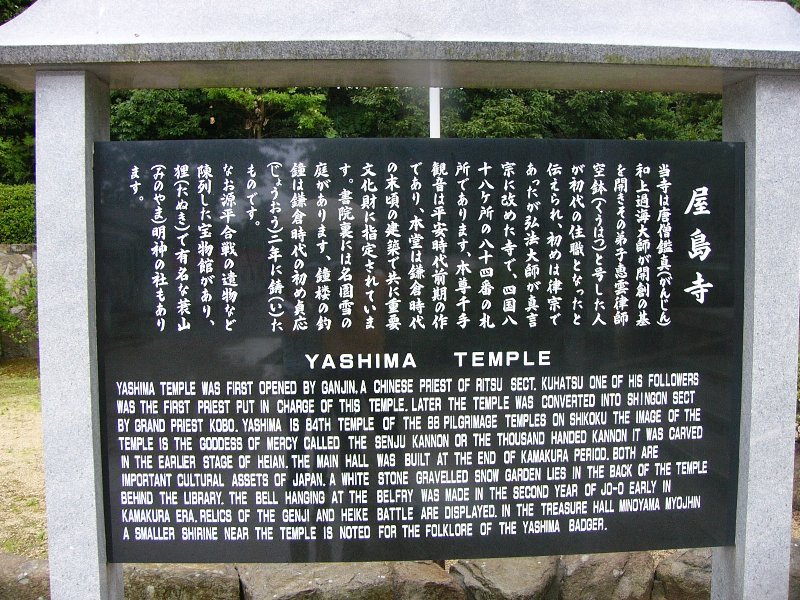 屋島寺
当寺は唐僧鑑真(がんじん)
和上過海大師が開創の基
を開きその弟子恵雲律師
空鉢(くうはつ)と号した人
が初代の住職となったと
伝えられ、初めは律宗で
あったが弘法大師が真言
宗に改めた寺で、四国八
十八ヶ所の八十四番の札
所であります、本尊千手
観音は平安時代前期の作
であり、本堂は鎌倉時代
の末頃の建築で共に重要
文化財に指定されていま
す。書院裏には名園雪の
庭があります、鐘楼の釣
鐘は鎌倉時代の初め貞応
(じょうおう)二年に鋳(い)た
ものです。
なお源平合戦の遺物など
陳列した宝物館があり、
狸(たぬき)で有名な蓑山
(みのやま)明神の社もあり
ます。
YASHIMA TEMPLE
YASHIMA TEMPLE WAS FIRST OPENED BY GANJIN. A CHINESE PRIEST OF RITSU SECT. KUHATSU ONE OF HIS FOLLOWERS
WAS THE FIRST PRIEST PUT IN CHARGE OF THIS TEMPLE. LATER THE TEMPLE WAS CONVERTED INTO SHINGON SECT
BY GRAND PRIEST KOBO. YASHIMA IS 84TH TEMPLE OF THE 88 PILGRIMAGE TEMPLES ON SHIKOKU THE IMAGE OF THE
TEMPLE IS THE GODDESS OF MERCY CALLED THE SENJU KANNON OR THE THOUSAND HANDED KANNON IT WAS CARVED
IN THE EARLER STAGE OF HEIAN. THE MAIN HALL WAS BUILT AT THE END OF KAMAKURA PERIOD. BOTH ARE
IMPORTANT CULTURAL ASSETS OF JAPAN. A WHITE STONE GRAVELLED SNOW GARDEN LIES IN THE BACK OF THE TEMPLE
BEHIND THE LIBRARY. THE BELL HANGING AT THE BELFRY WAS MADE IN THE SECOND YEAR OF JO-O EARLY IN
KAMAKURA ERA. RELICS OF THE GENJI AND HEIKE BATTLE ARE DISPLAYED. IN THE TREASURE HALL MINOYAMA MYOJHIN
A SMALLER SHIRINE NEAR THE TEMPLE IS NOTED FOR THE FOLKLORE OF THE YASHIMA BADGER.